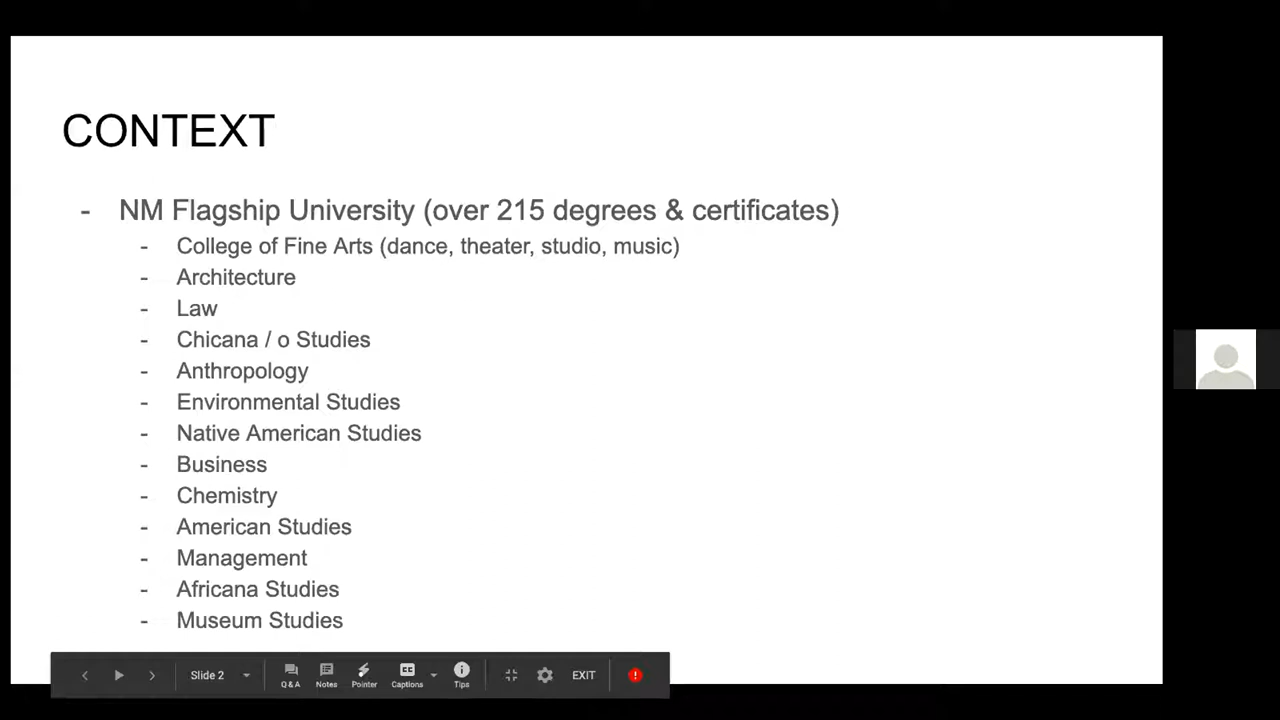 CONTEXT
- NM Flagship University (over 215 degrees & certificates)
- College of Fine Arts (dance, theater, studio, music)
- Architecture
- Law
- Chicana / o Studies
- Anthropology
- Environmental Studies
- Native American Studies
- Business
- Chemistry
- American Studies
- Management
- Africana Studies
- Museum Studies
Slide 2 Q&A Notes Pointer CC Captions Tips EXIT